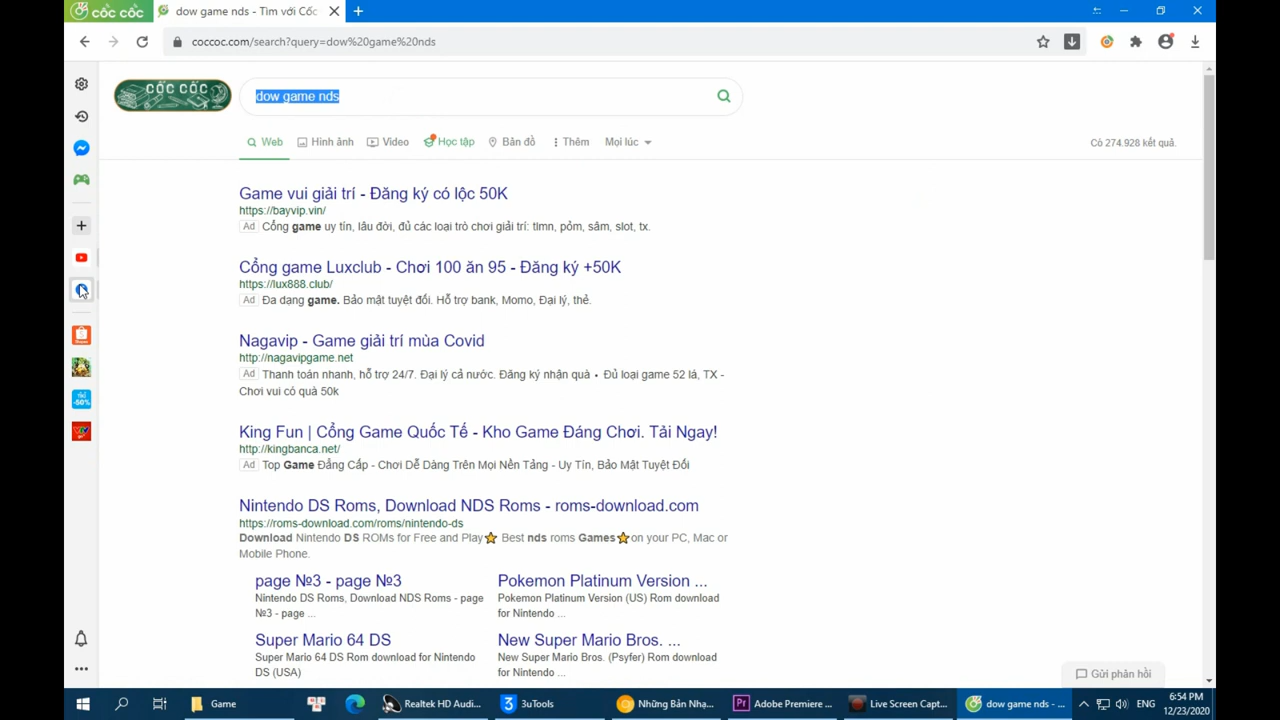 cốc cốc
dow game nds - Tìm với Cốc
coccoc.com/search?query=dow%20game%20nds
CỐC CỐC
dow game nds
Web
Hình ảnh
Video
Học tập
Bản đồ
Thêm
Mọi lúc
Có 274.928 kết quả.
Game vui giải trí - Đăng ký có lộc 50K
https://bayvip.vin/
Ad Cổng game uy tín, lâu đời, đủ các loại trò chơi giải trí: tlmn, pỏm, sâm, slot, tx.
Cổng game Luxclub - Chơi 100 ăn 95 - Đăng ký +50K
https://lux888.club/
Ad Đa dạng game. Bảo mật tuyệt đối. Hỗ trợ bank, Momo, Đại lý, thẻ.
Nagavip - Game giải trí mùa Covid
http://nagavipgame.net
Ad Thanh toán nhanh, hỗ trợ 24/7. Đại lý cả nước. Đăng ký nhận quà • Đủ loại game 52 lá, TX -
Chơi vui có quà 50k
King Fun | Cổng Game Quốc Tế - Kho Game Đáng Chơi. Tải Ngay!
http://kingbanca.net/
Ad Top Game Đẳng Cấp - Chơi Dễ Dàng Trên Mọi Nền Tảng - Uy Tín, Bảo Mật Tuyệt Đối
Nintendo DS Roms, Download NDS Roms - roms-download.com
https://roms-download.com/roms/nintendo-ds
Download Nintendo DS ROMs for Free and Play⭐ Best nds roms Games⭐on your PC, Mac or
Mobile Phone.
page №3 - page №3
Nintendo DS Roms, Download NDS Roms - page
№3 - page ...
Pokemon Platinum Version ...
Pokemon Platinum Version (US) Rom download
for Nintendo ...
Super Mario 64 DS
Super Mario 64 DS Rom download for Nintendo
DS (USA)
New Super Mario Bros. ...
New Super Mario Bros. (Psyfer) Rom download
for Nintendo ...
-50%
Gửi phản hồi
Game
Realtek HD Audi...
3uTools
Những Bản Nhạ...
Adobe Premiere ...
Live Screen Capt...
dow game nds - ...
ENG
6:54 PM
12/23/2020